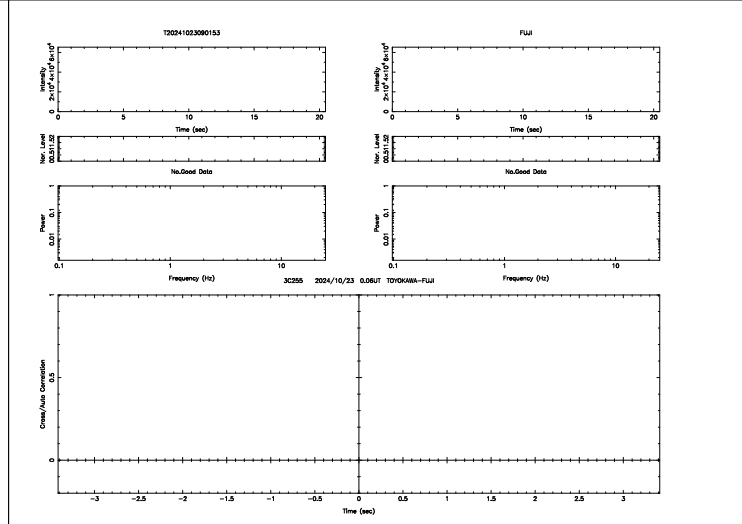 T20241023090153
FUJI
Intensity
0 2×10⁴ 4×10⁴ 6×10⁴
0 5 10 15 20
Time (sec)
Intensity
0 2×10⁴ 4×10⁴ 6×10⁴
0 5 10 15 20
Time (sec)
Nor. Level
0 0.5 1 1.5 2
Nor. Level
0 0.5 1 1.5 2
No.Good Data
No.Good Data
Power
1
0.1
0.01
0.1 1 10
Frequency (Hz)
Power
1
0.1
0.01
0.1 1 10
Frequency (Hz)
3C255 2024/10/23 0.06UT TOYOKAWA-FUJI
Cross/Auto Correlation
1
0.5
0
-3 -2.5 -2 -1.5 -1 -0.5 0 0.5 1 1.5 2 2.5 3
Time (sec)